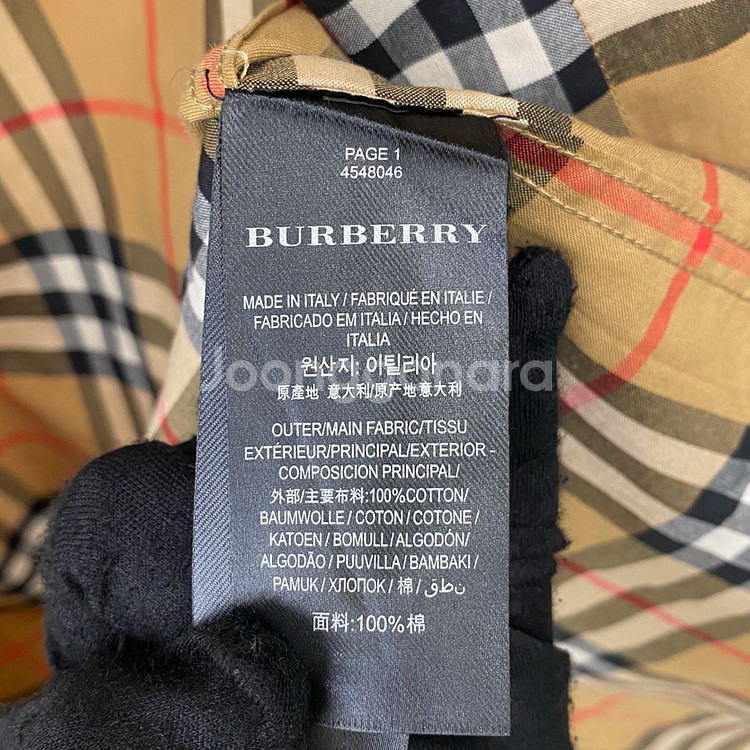 PAGE 1
4548046
BURBERRY
MADE IN ITALY / FABRIQUÉ EN ITALIE /
FABRICADO EM ITALIA / HECHO EN
ITALIA
원산지: 이틸리아
原産地 意大利/原产地意大利
Joonggonara
OUTER/MAIN FABRIC/TISSU
EXTÉRIEUR/PRINCIPAL/EXTERIOR -
COMPOSICION PRINCIPAL/
外部/主要布料:100%COTTON/
BAUMWOLLE / COTON / COTONE /
KATOEN / BOMULL / ALGODÓN/
ALGODÃO / PUUVILLA / BAMBAKI /
PAMUK / ХЛОПОК / 棉 / ن ط ق
面料:100%棉